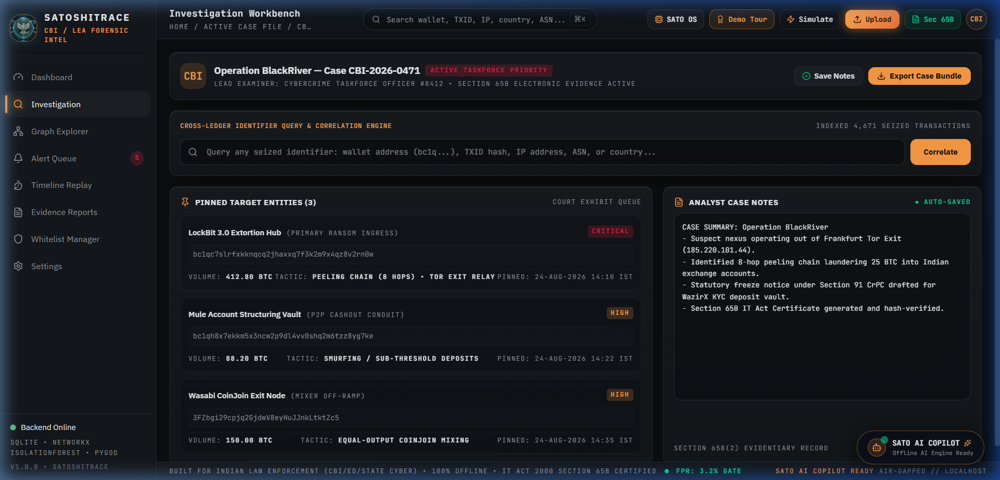 SATOSHITRACE
CBI / LEA FORENSIC
INTEL
Dashboard
Investigation
Graph Explorer
Alert Queue
5
Timeline Replay
Evidence Reports
Whitelist Manager
Settings
Backend Online
SQLITE • NETWORKX
ISOLATIONFOREST • PYGOD
V1.0.0 • SATOSHITRACE
Investigation Workbench
HOME / ACTIVE CASE FILE / CB…
Search wallet, TXID, IP, country, ASN... ⌘K
SATO OS
Demo Tour
Simulate
Upload
Sec 65B
CBI
CBI
Operation BlackRiver — Case CBI-2026-0471 ACTIVE TASKFORCE PRIORITY
LEAD EXAMINER: CYBERCRIME TASKFORCE OFFICER #8412 • SECTION 65B ELECTRONIC EVIDENCE ACTIVE
Save Notes
Export Case Bundle
CROSS-LEDGER IDENTIFIER QUERY & CORRELATION ENGINE
INDEXED 4,671 SEIZED TRANSACTIONS
Query any seized identifier: wallet address (bc1q...), TXID hash, IP address, ASN, or country...
Correlate
PINNED TARGET ENTITIES (3)
COURT EXHIBIT QUEUE
LockBit 3.0 Extortion Hub (PRIMARY RANSOM INGRESS)
CRITICAL
bc1qc7slrfxkknqcq2jhaxxq7f3k2m9x4qz8v2rn0w
VOLUME: 412.80 BTC TACTIC: PEELING CHAIN (8 HOPS) • TOR EXIT RELAY PINNED: 24-AUG-2026 14:10 IST
Mule Account Structuring Vault (P2P CASHOUT CONDUIT)
HIGH
bc1qh8x7ekkm5x3ncw2p9dl4vv0shq2m6tzz8yg7ke
VOLUME: 88.20 BTC TACTIC: SMURFING / SUB-THRESHOLD DEPOSITS PINNED: 24-AUG-2026 14:22 IST
Wasabi CoinJoin Exit Node (MIXER OFF-RAMP)
HIGH
3FZbgi29cpjq2GjdwV8eyHuJJnkLtktZc5
VOLUME: 150.00 BTC TACTIC: EQUAL-OUTPUT COINJOIN MIXING PINNED: 24-AUG-2026 14:35 IST
ANALYST CASE NOTES
• AUTO-SAVED
CASE SUMMARY: Operation BlackRiver
- Suspect nexus operating out of Frankfurt Tor Exit
(185.220.101.44).
- Identified 8-hop peeling chain laundering 25 BTC into Indian
exchange accounts.
- Statutory freeze notice under Section 91 CrPC drafted for
WazirX KYC deposit vault.
- Section 65B IT Act Certificate generated and hash-verified.
SECTION 65B(2) EVIDENTIARY RECORD
SATO AI COPILOT
Offline AI Engine Ready
BUILT FOR INDIAN LAW ENFORCEMENT (CBI/ED/STATE CYBER) • 100% OFFLINE • IT ACT 2000 SECTION 65B CERTIFIED
FPR: 3.2% GATE
SATO AI COPILOT READY AIR-GAPPED // LOCALHOST